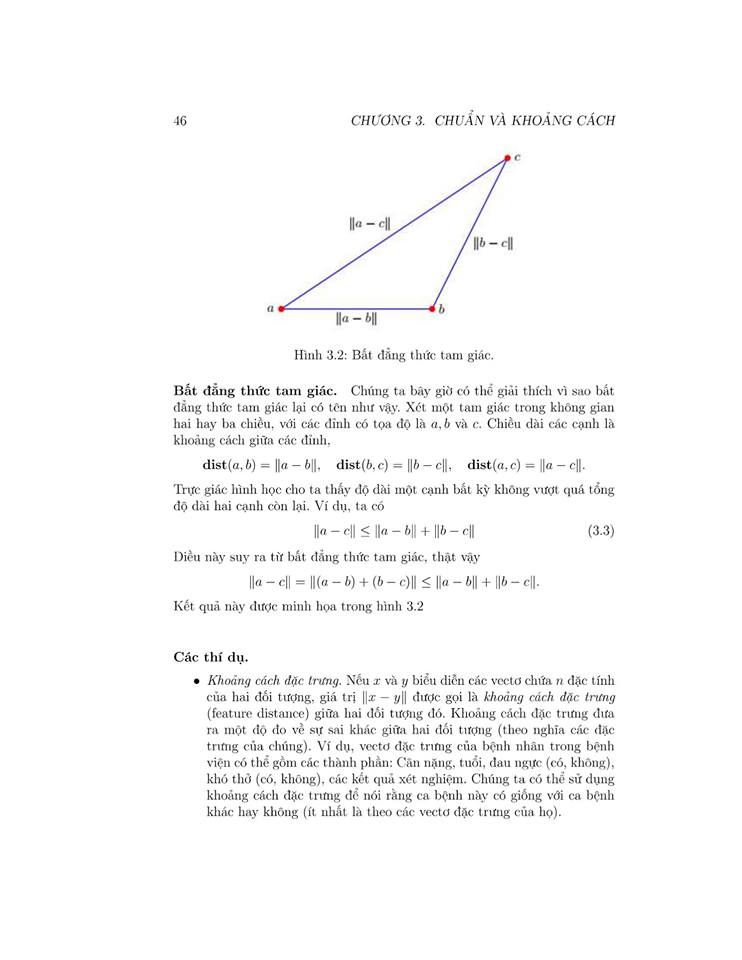 46 CHƯƠNG 3. CHUẨN VÀ KHOẢNG CÁCH
c
‖a − c‖
‖b − c‖
a
b
‖a − b‖
Hình 3.2: Bất đẳng thức tam giác.
Bất đẳng thức tam giác. Chúng ta bây giờ có thể giải thích vì sao bất
đẳng thức tam giác lại có tên như vậy. Xét một tam giác trong không gian
hai hay ba chiều, với các đỉnh có tọa độ là a, b và c. Chiều dài các cạnh là
khoảng cách giữa các đỉnh,
dist(a, b) = ‖a − b‖, dist(b, c) = ‖b − c‖, dist(a, c) = ‖a − c‖.
Trực giác hình học cho ta thấy độ dài một cạnh bất kỳ không vượt quá tổng
độ dài hai cạnh còn lại. Ví dụ, ta có
‖a − c‖ ≤ ‖a − b‖ + ‖b − c‖ (3.3)
Điều này suy ra từ bất đẳng thức tam giác, thật vậy
‖a − c‖ = ‖(a − b) + (b − c)‖ ≤ ‖a − b‖ + ‖b − c‖.
Kết quả này được minh họa trong hình 3.2
Các thí dụ.
• Khoảng cách đặc trưng. Nếu x và y biểu diễn các vectơ chứa n đặc tính
của hai đối tượng, giá trị ‖x − y‖ được gọi là khoảng cách đặc trưng
(feature distance) giữa hai đối tượng đó. Khoảng cách đặc trưng đưa
ra một độ đo về sự sai khác giữa hai đối tượng (theo nghĩa các đặc
trưng của chúng). Ví dụ, vectơ đặc trưng của bệnh nhân trong bệnh
viện có thể gồm các thành phần: Cân nặng, tuổi, đau ngực (có, không),
khó thở (có, không), các kết quả xét nghiệm. Chúng ta có thể sử dụng
khoảng cách đặc trưng để nói rằng ca bệnh này có giống với ca bệnh
khác hay không (ít nhất là theo các vectơ đặc trưng của họ).